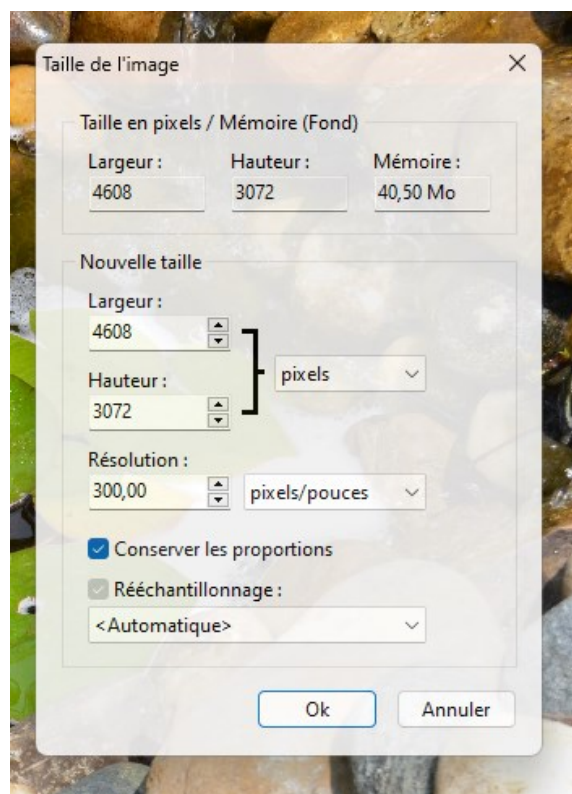 Taille de l'image
Taille en pixels / Mémoire (Fond)
Largeur : Hauteur : Mémoire :
4608 3072 40,50 Mo
Nouvelle taille
Largeur :
4608
pixels
Hauteur :
3072
Résolution :
300,00 pixels/pouces
Conserver les proportions
Rééchantillonnage :
<Automatique>
Ok Annuler